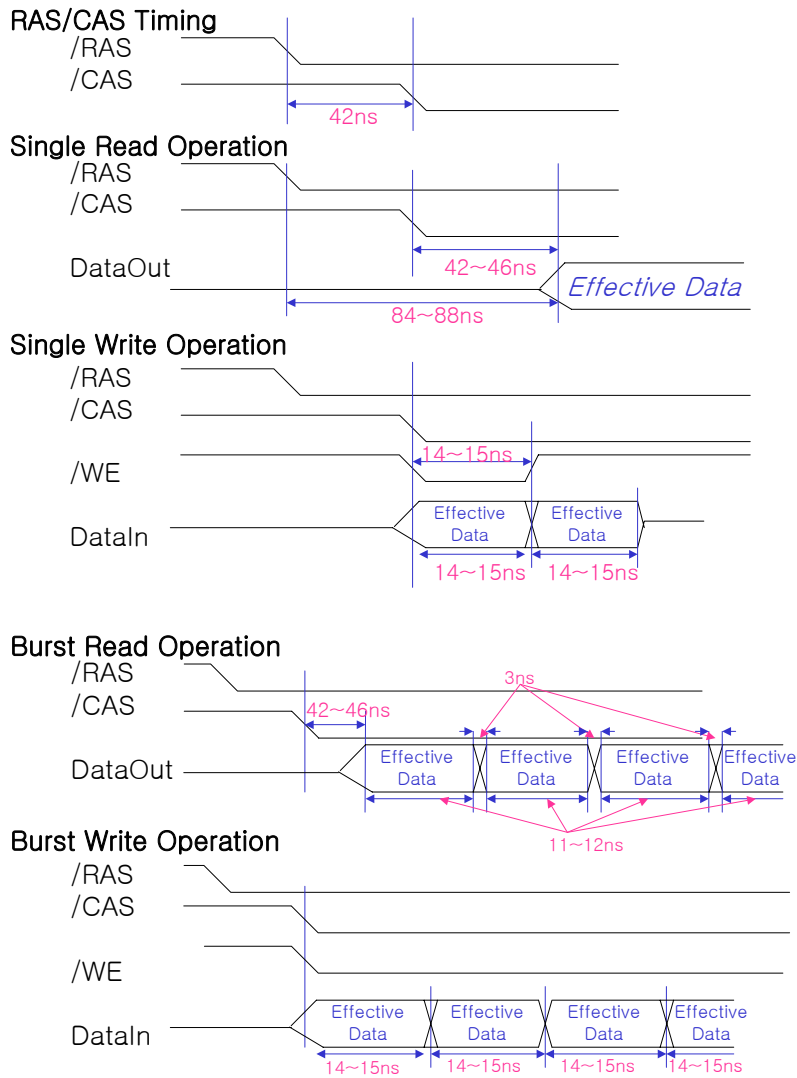 RAS/CAS Timing
/RAS
/CAS
42ns
Single Read Operation
/RAS
/CAS
42~46ns
DataOut
Effective Data
84~88ns
Single Write Operation
/RAS
/CAS
14~15ns
/WE
Effective Data
Effective Data
DataIn
14~15ns
14~15ns
Burst Read Operation
/RAS
3ns
/CAS
42~46ns
Effective Data
Effective Data
Effective Data
Effective Data
DataOut
11~12ns
Burst Write Operation
/RAS
/CAS
/WE
Effective Data
Effective Data
Effective Data
Effective Data
DataIn
14~15ns
14~15ns
14~15ns
14~15ns